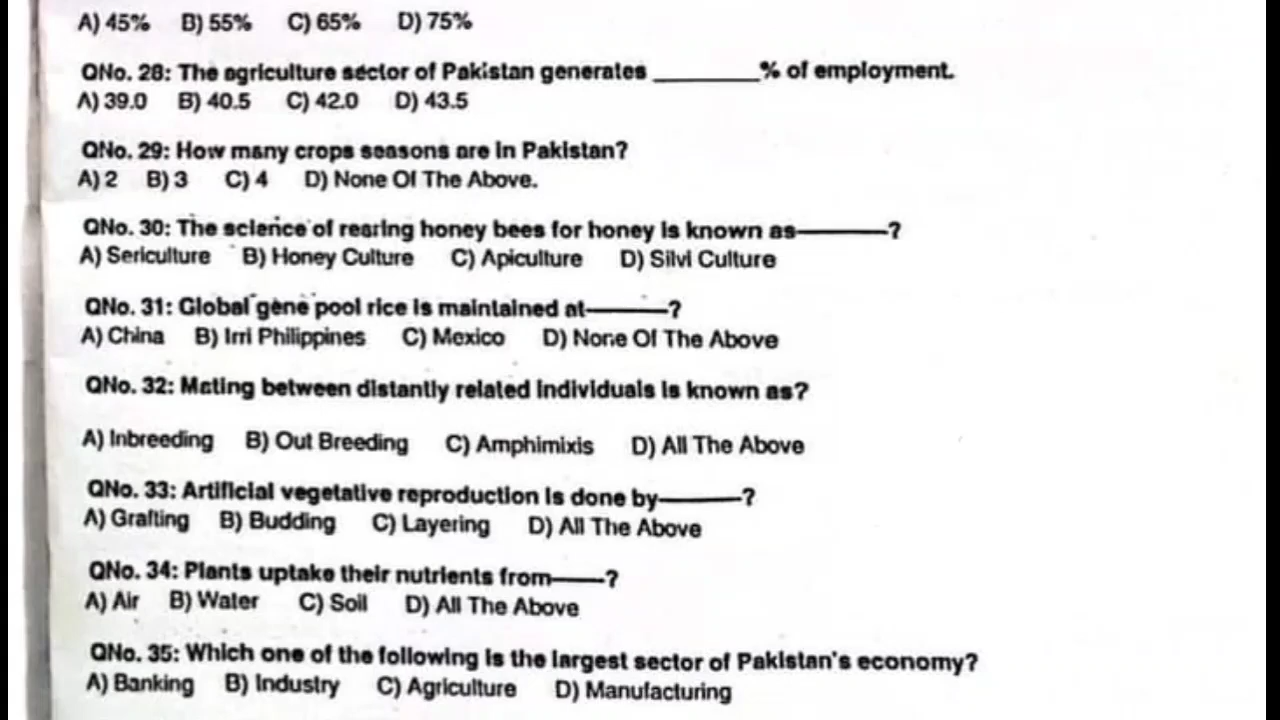 A) 45% B) 55% C) 65% D) 75%
QNo. 28: The agriculture sector of Pakistan generates ________% of employment.
A) 39.0 B) 40.5 C) 42.0 D) 43.5
QNo. 29: How many crops seasons are in Pakistan?
A) 2 B) 3 C) 4 D) None Of The Above.
QNo. 30: The science of rearing honey bees for honey is known as———?
A) Sericulture B) Honey Culture C) Apiculture D) Silvi Culture
QNo. 31: Global gene pool rice is maintained at———?
A) China B) Irri Philippines C) Mexico D) None Of The Above
QNo. 32: Mating between distantly related individuals is known as?
A) Inbreeding B) Out Breeding C) Amphimixis D) All The Above
QNo. 33: Artificial vegetative reproduction is done by———?
A) Grafting B) Budding C) Layering D) All The Above
QNo. 34: Plants uptake their nutrients from——?
A) Air B) Water C) Soil D) All The Above
QNo. 35: Which one of the following is the largest sector of Pakistan's economy?
A) Banking B) Industry C) Agriculture D) Manufacturing